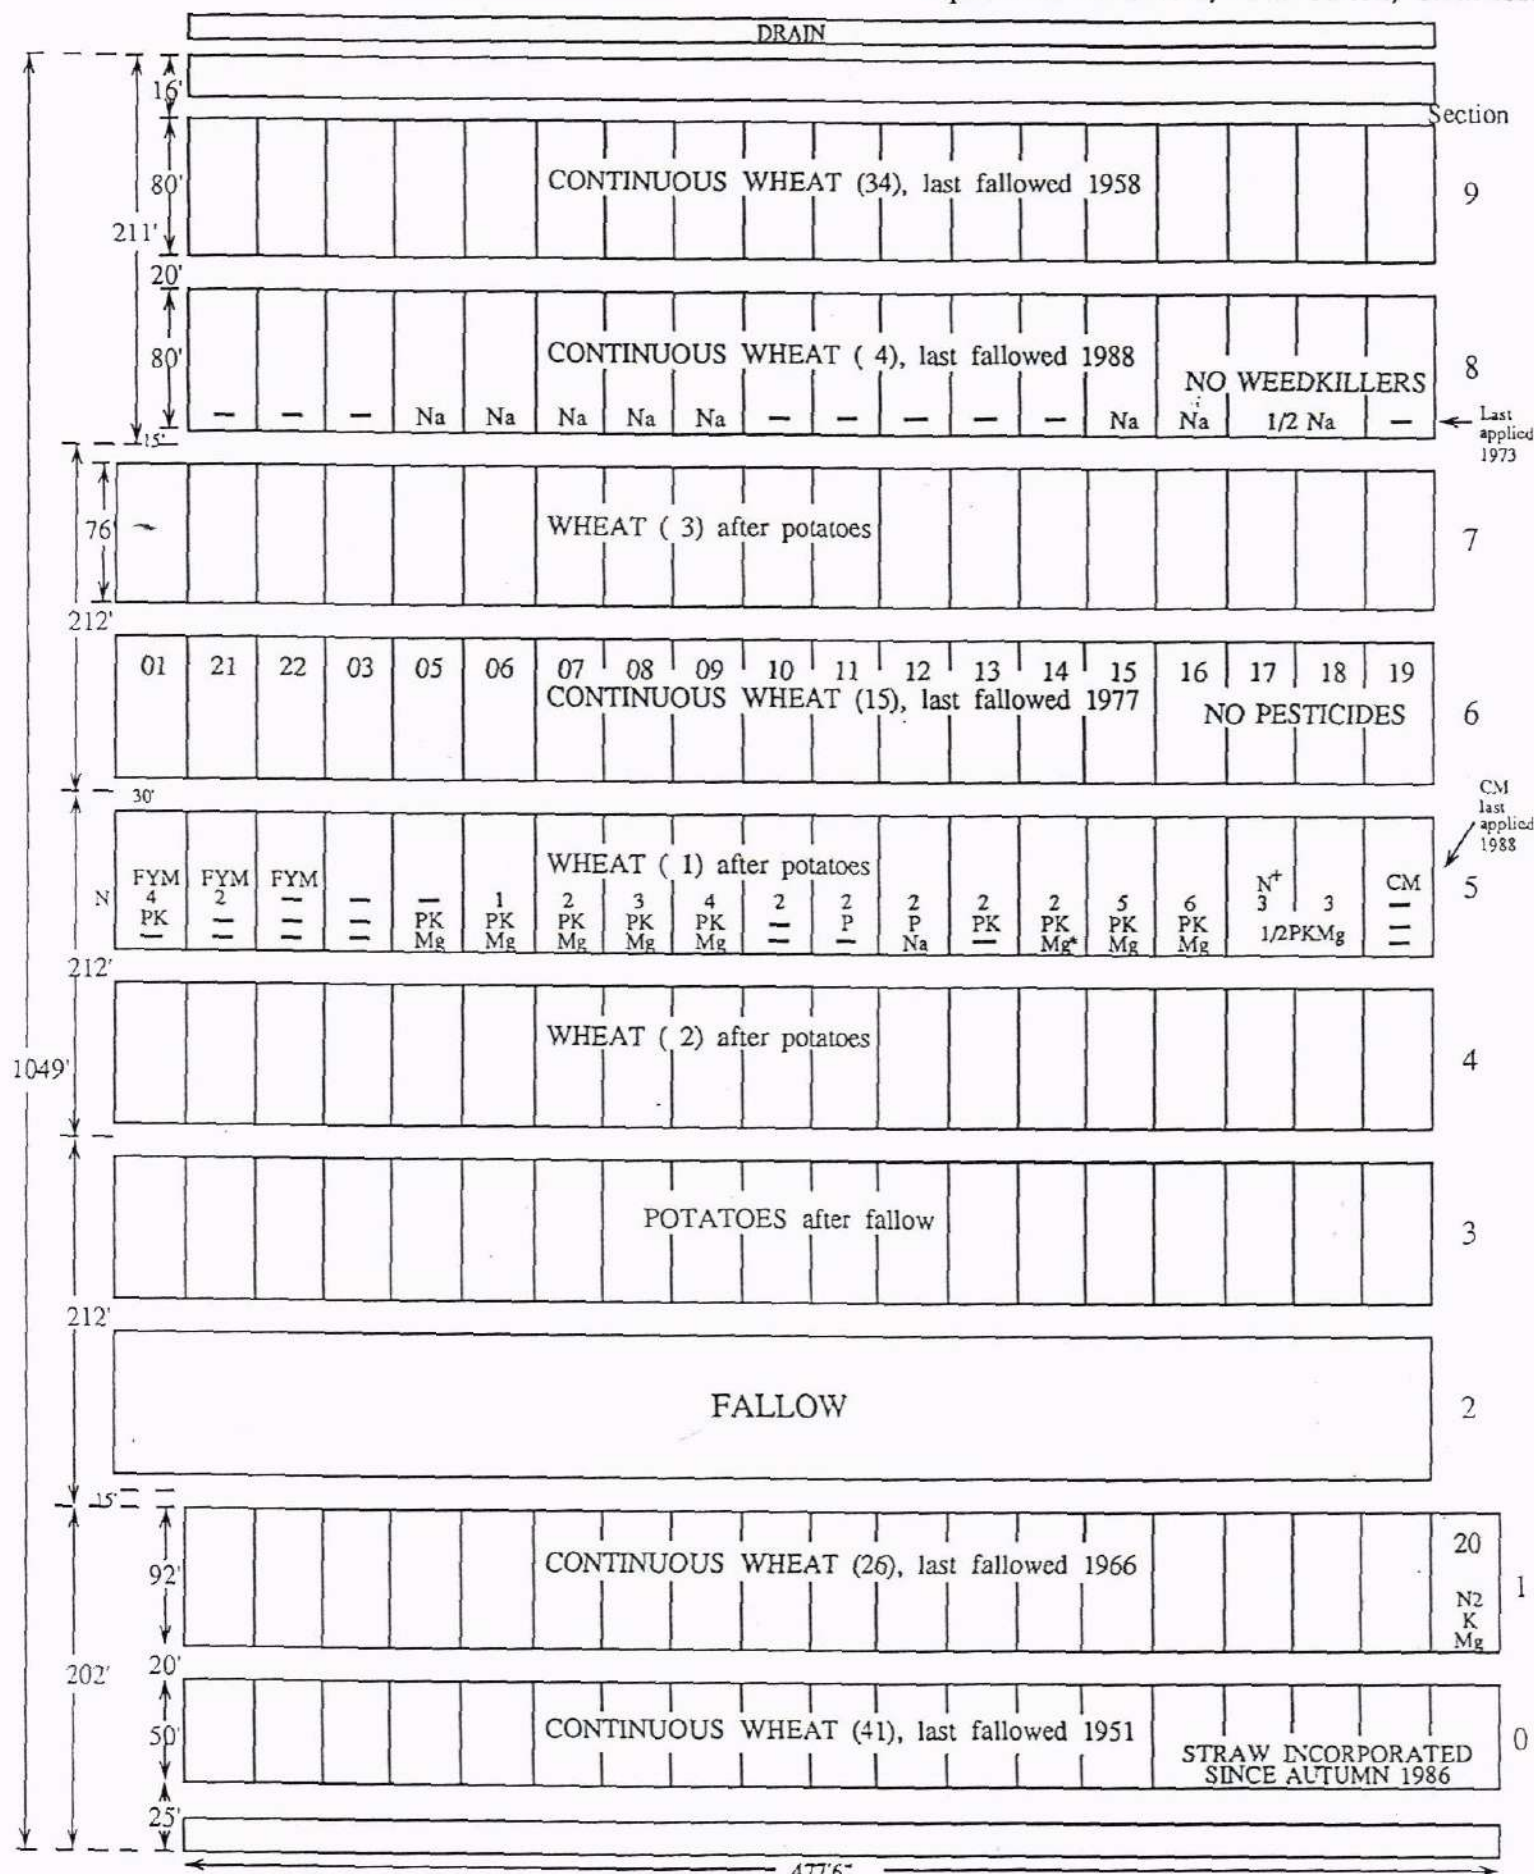 DRAIN
16'
Section
80'
CONTINUOUS WHEAT (34), last fallowed 1958
9
211'
20'
80'
CONTINUOUS WHEAT ( 4), last fallowed 1988
NO WEEDKILLERS
8
— — — Na Na Na Na Na — — — — — Na Na 1/2 Na —
Last
applied
1973
15'
76'
WHEAT ( 3) after potatoes
7
212'
01 21 22 03 05 06 07 08 09 10 11 12 13 14 15 16 17 18 19
CONTINUOUS WHEAT (15), last fallowed 1977
NO PESTICIDES
6
30'
CM
last
applied
1988
WHEAT ( 1) after potatoes
5
FYM FYM FYM N+ CM
N 4 2 — — — 1 2 3 4 2 2 2 2 2 5 6 3 3 —
PK — — — PK PK PK PK PK — P P PK PK PK PK 1/2PKMg —
— — — — Mg Mg Mg Mg Mg — — Na — Mg* Mg Mg —
212'
WHEAT ( 2) after potatoes
4
1049'
POTATOES after fallow
3
212'
FALLOW
2
15'
92'
CONTINUOUS WHEAT (26), last fallowed 1966
20
N2
K
Mg
1
202'
20'
50'
CONTINUOUS WHEAT (41), last fallowed 1951
STRAW INCORPORATED
SINCE AUTUMN 1986
0
25'
477'6"